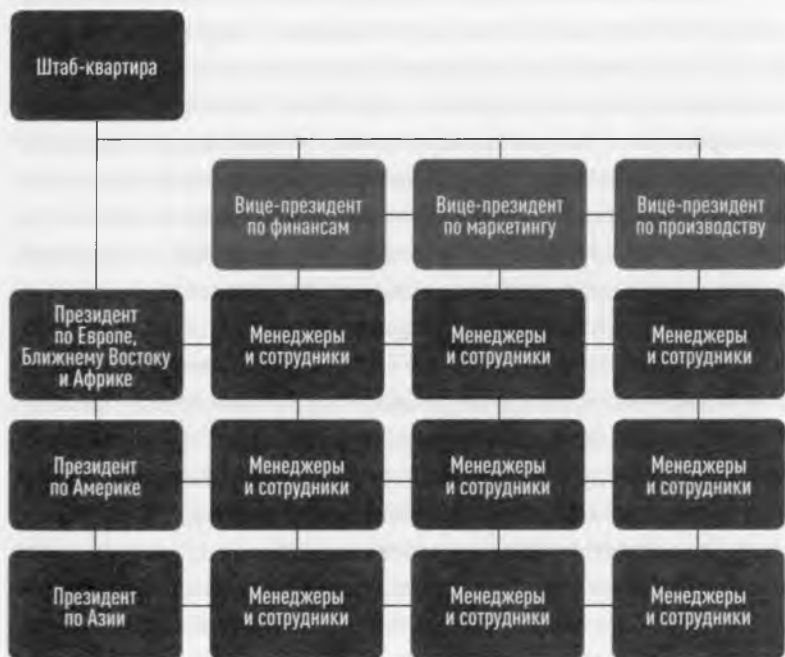 Штаб-квартира
Вице-президент
по финансам
Вице-президент
по маркетингу
Вице-президент
по производству
Президент
по Европе,
Ближнему Востоку
и Африке
Менеджеры
и сотрудники
Менеджеры
и сотрудники
Менеджеры
и сотрудники
Президент
по Америке
Менеджеры
и сотрудники
Менеджеры
и сотрудники
Менеджеры
и сотрудники
Президент
по Азии
Менеджеры
и сотрудники
Менеджеры
и сотрудники
Менеджеры
и сотрудники